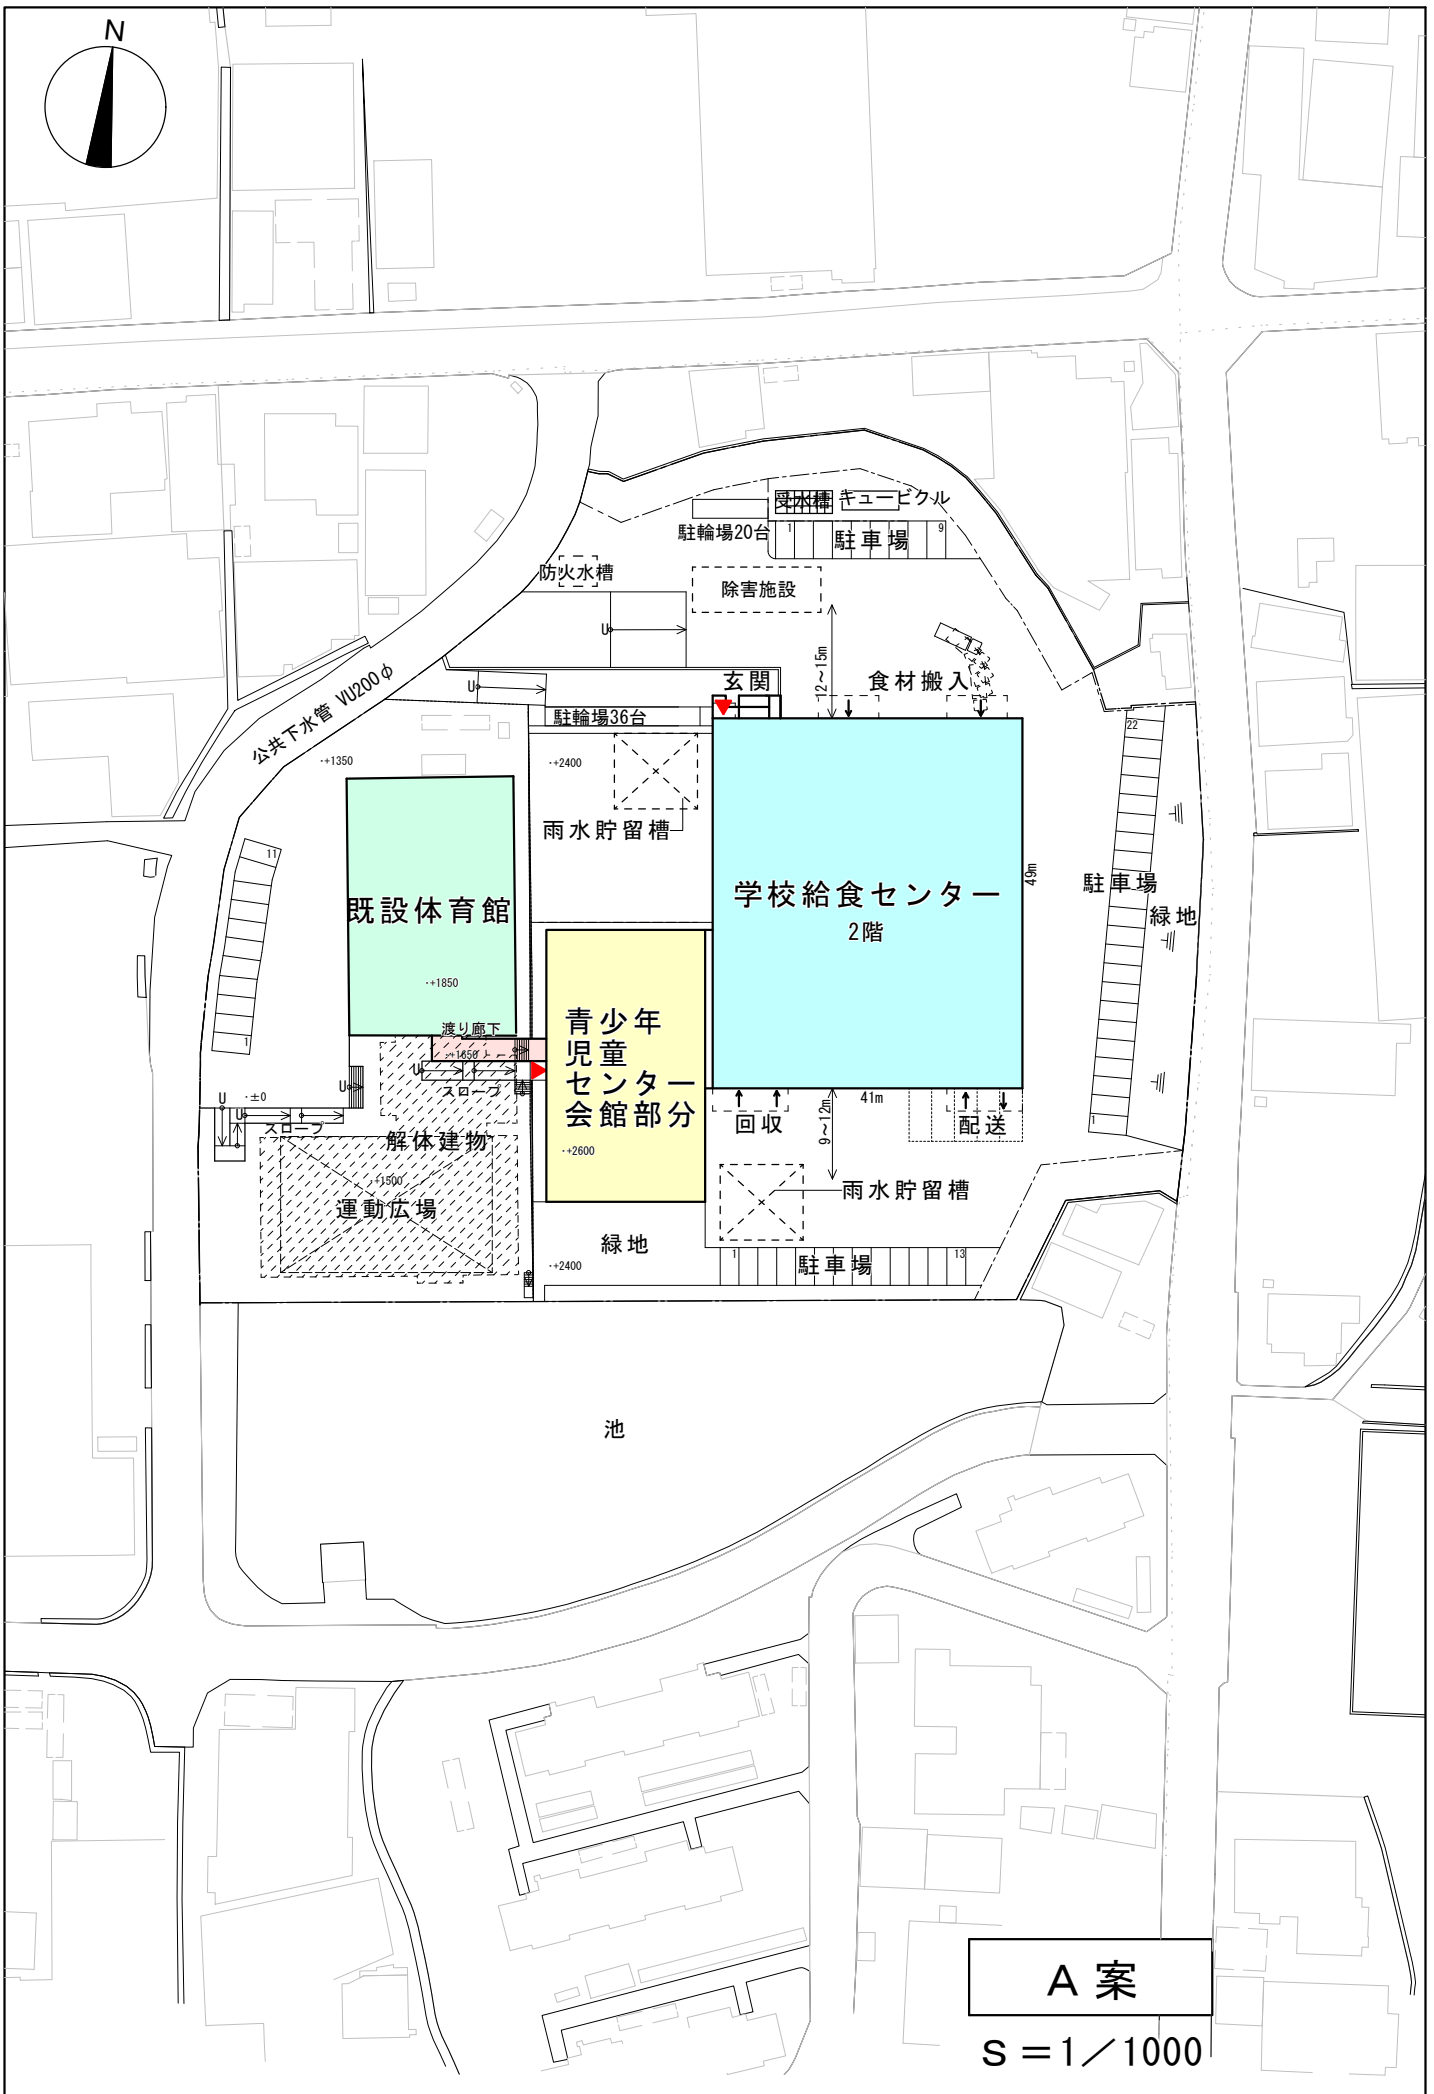 N
受水槽
キュービクル
駐輪場20台
1
駐車場
9
防火水槽
除害施設
U
12～15m
玄関
食材搬入
U
駐輪場36台
22
公共下水管 VU200φ
·+1350
·+2400
雨水貯留槽
11
既設体育館
学校給食センター
2階
49m
駐車場
緑地
·+1850
青少年
児童
センター
会館部分
渡り廊下
·+1650
U
スロープ
1
U
·±0
U
U
スロープ
41m
1
回収
9～12m
配送
解体建物
·+2600
·+1500
運動広場
雨水貯留槽
緑地
·+2400
1
駐車場
13
池
A 案
S＝1／1000